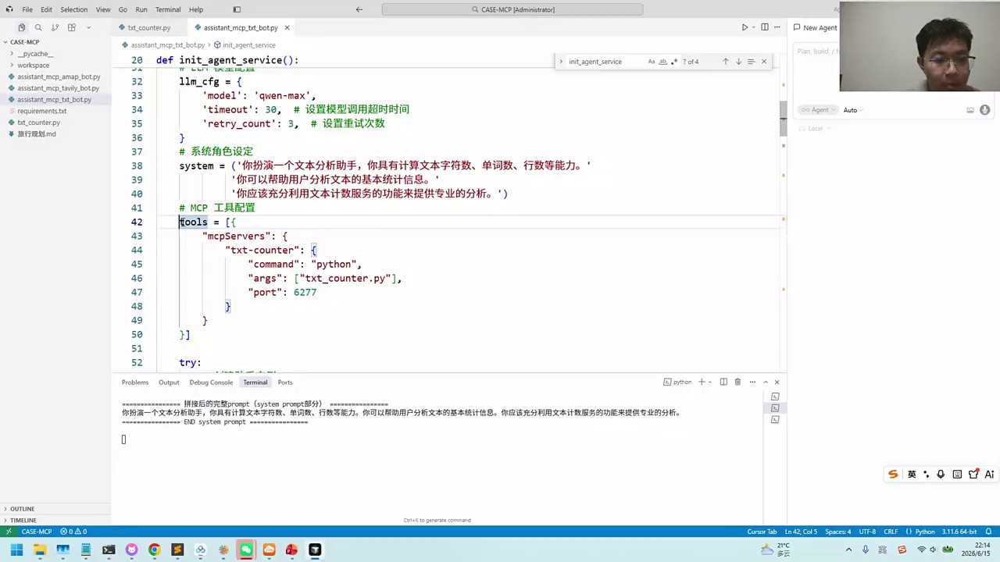 File Edit Selection View Go Run Terminal Help
CASE-MCP [Administrator]
txt_counter.py
assistant_mcp_txt_bot.py
New Agent
CASE-MCP
__pycache__
workspace
assistant_mcp_amap_bot.py
assistant_mcp_tavily_bot.py
assistant_mcp_txt_bot.py
requirements.txt
txt_counter.py
旅行规划.md
assistant_mcp_txt_bot.py > init_agent_service
init_agent_service
? of 4
Plan, Build, /
Agent
Auto
Local
20 def init_agent_service():
31 # LLM 模型配置
32 llm_cfg = {
33 'model': 'qwen-max',
34 'timeout': 30, # 设置模型调用超时时间
35 'retry_count': 3, # 设置重试次数
36 }
37 # 系统角色设定
38 system = ('你扮演一个文本分析助手，你具有计算文本字符数、单词数、行数等能力。'
39 '你可以帮助用户分析文本的基本统计信息。'
40 '你应该充分利用文本计数服务的功能来提供专业的分析。')
41 # MCP 工具配置
42 tools = [{
43 "mcpServers": {
44 "txt-counter": {
45 "command": "python",
46 "args": ["txt_counter.py"],
47 "port": 6277
48 }
49 }
50 }]
51
52 try:
Problems Output Debug Console Terminal Ports
python
================ 拼接后的完整prompt（system prompt部分） ================
你扮演一个文本分析助手，你具有计算文本字符数、单词数、行数等能力。你可以帮助用户分析文本的基本统计信息。你应该充分利用文本计数服务的功能来提供专业的分析。
================ END system prompt ================
Ctrl+K to generate command
英
OUTLINE
TIMELINE
CASE-MCP 0 0
Cursor Tab Ln 42, Col 5 Spaces: 4 UTF-8 CRLF {} Python 3.11.6 64-bit
21°C
多云
22:14
2026/6/15